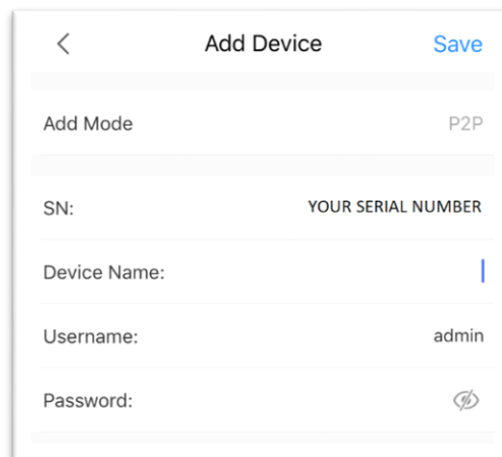 Add Device Save
Add Mode P2P
SN: YOUR SERIAL NUMBER
Device Name:
Username: admin
Password: